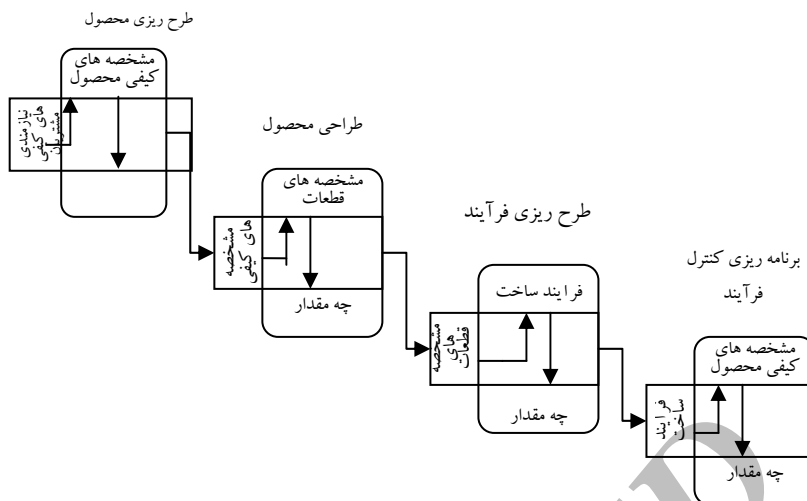 طرح ریزی محصول
مشخصه های
کیفی محصول
نیازمندی
های کفی
مشتریان
طراحی محصول
مشخصه های
قطعات
مشخصه
های کیفی
چه مقدار
طرح ریزی فرآیند
فرایند ساخت
مشخصه
های
قطعات
چه مقدار
برنامه ریزی کنترل
فرآیند
مشخصه های
کیفی محصول
فرایند
ساخت
چه مقدار